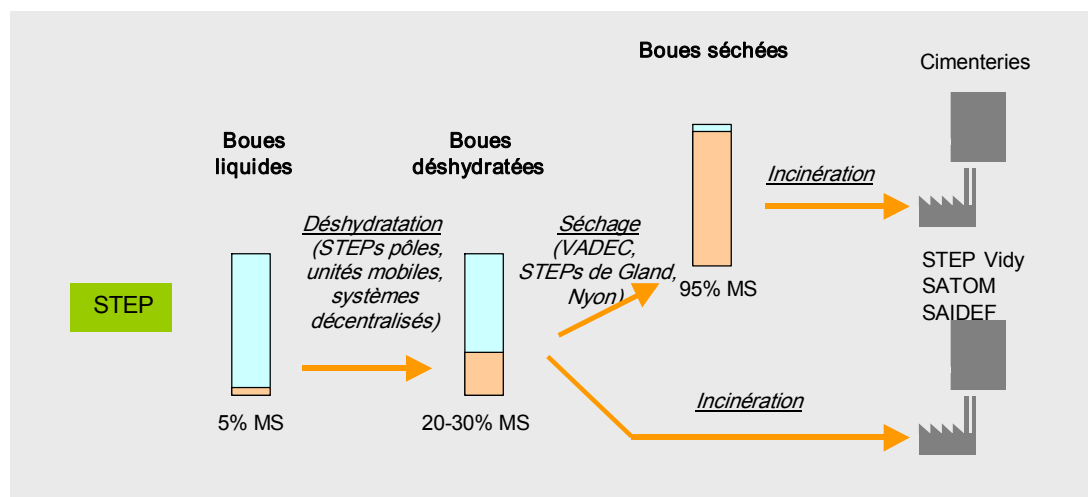 STEP
Boues
liquides
5% MS
Déshydratation
(STEPs pôles,
unités mobiles,
systèmes
décentralisés)
Boues
déshydratées
20-30% MS
Séchage
(VADEC,
STEPs de Gland,
Nyon)
Boues séchées
95% MS
Incinération
Cimenteries
Incinération
STEP Vidy
SATOM
SAIDEF